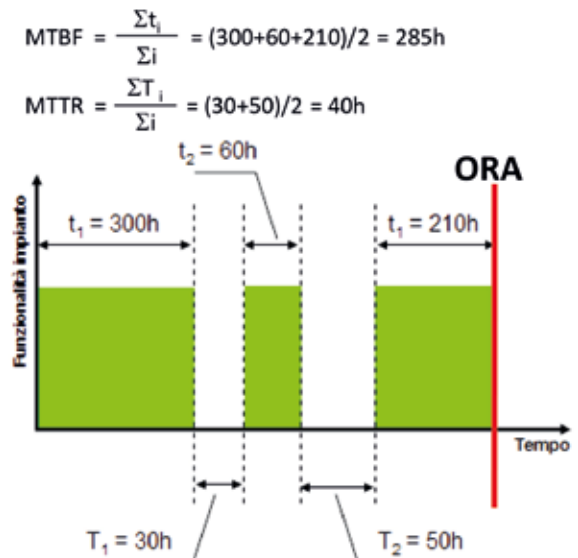 MTBF = Σtᵢ / Σi = (300+60+210)/2 = 285h
MTTR = ΣTᵢ / Σi = (30+50)/2 = 40h
t₂ = 60h
ORA
t₁ = 300h
t₁ = 210h
Funzionalità impianto
Tempo
T₁ = 30h
T₂ = 50h